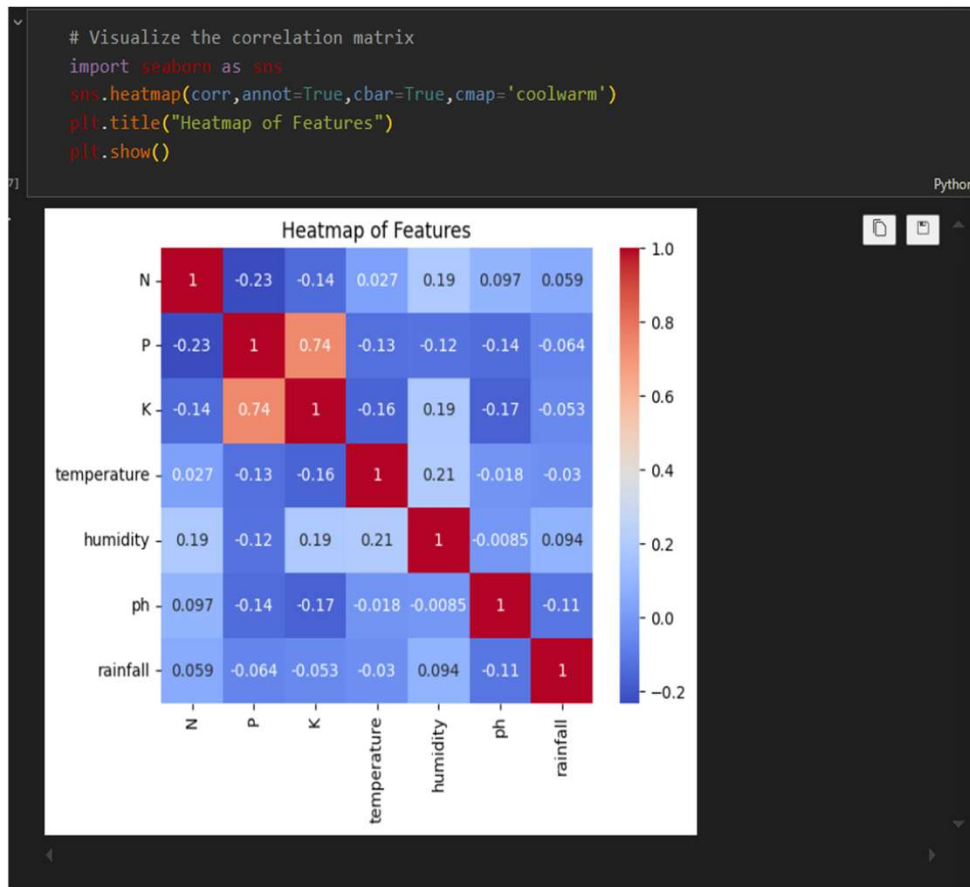 # Visualize the correlation matrix
import seaborn as sns
sns.heatmap(corr,annot=True,cbar=True,cmap='coolwarm')
plt.title("Heatmap of Features")
plt.show()
7]
Python
Heatmap of Features
N 1 -0.23 -0.14 0.027 0.19 0.097 0.059
P -0.23 1 0.74 -0.13 -0.12 -0.14 -0.064
K -0.14 0.74 1 -0.16 0.19 -0.17 -0.053
temperature 0.027 -0.13 -0.16 1 0.21 -0.018 -0.03
humidity 0.19 -0.12 0.19 0.21 1 -0.0085 0.094
ph 0.097 -0.14 -0.17 -0.018 -0.0085 1 -0.11
rainfall 0.059 -0.064 -0.053 -0.03 0.094 -0.11 1
N P K temperature humidity ph rainfall
1.0
0.8
0.6
0.4
0.2
0.0
−0.2